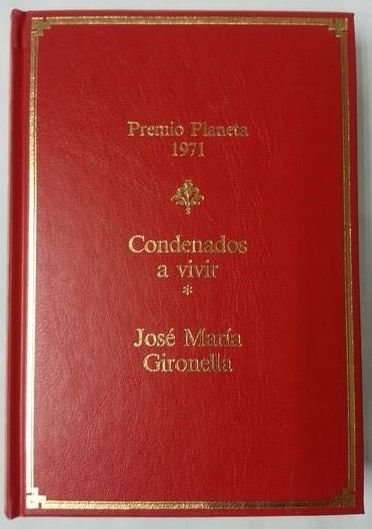 Premio Planeta
1971
Condenados
a vivir
*
José María
Gironella